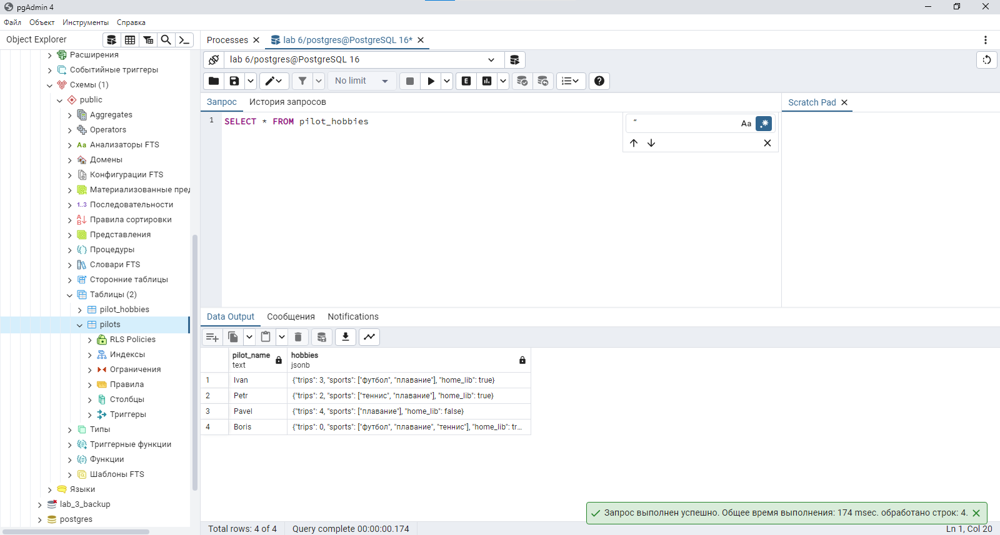 pgAdmin 4
Файл Объект Инструменты Справка
Object Explorer
Расширения
Событийные триггеры
Схемы (1)
public
Aggregates
Operators
Aa Анализаторы FTS
Домены
Конфигурации FTS
Материализованные пред
1..3 Последовательности
Правила сортировки
Представления
Процедуры
Словари FTS
Сторонние таблицы
Таблицы (2)
pilot_hobbies
pilots
RLS Policies
Индексы
Ограничения
Правила
Столбцы
Триггеры
Типы
Триггерные функции
Функции
Шаблоны FTS
Языки
lab_3_backup
postgres
Processes
lab 6/postgres@PostgreSQL 16*
lab 6/postgres@PostgreSQL 16
No limit
E
Запрос История запросов
Scratch Pad
1 SELECT * FROM pilot_hobbies
“ Aa .*
Data Output Сообщения Notifications
pilot_name hobbies
text jsonb
1 Ivan {"trips": 3, "sports": ["футбол", "плавание"], "home_lib": true}
2 Petr {"trips": 2, "sports": ["теннис", "плавание"], "home_lib": true}
3 Pavel {"trips": 4, "sports": ["плавание"], "home_lib": false}
4 Boris {"trips": 0, "sports": ["футбол", "плавание", "теннис"], "home_lib": tr...
Запрос выполнен успешно. Общее время выполнения: 174 msec. обработано строк: 4.
Total rows: 4 of 4 Query complete 00:00:00.174 Ln 1, Col 20